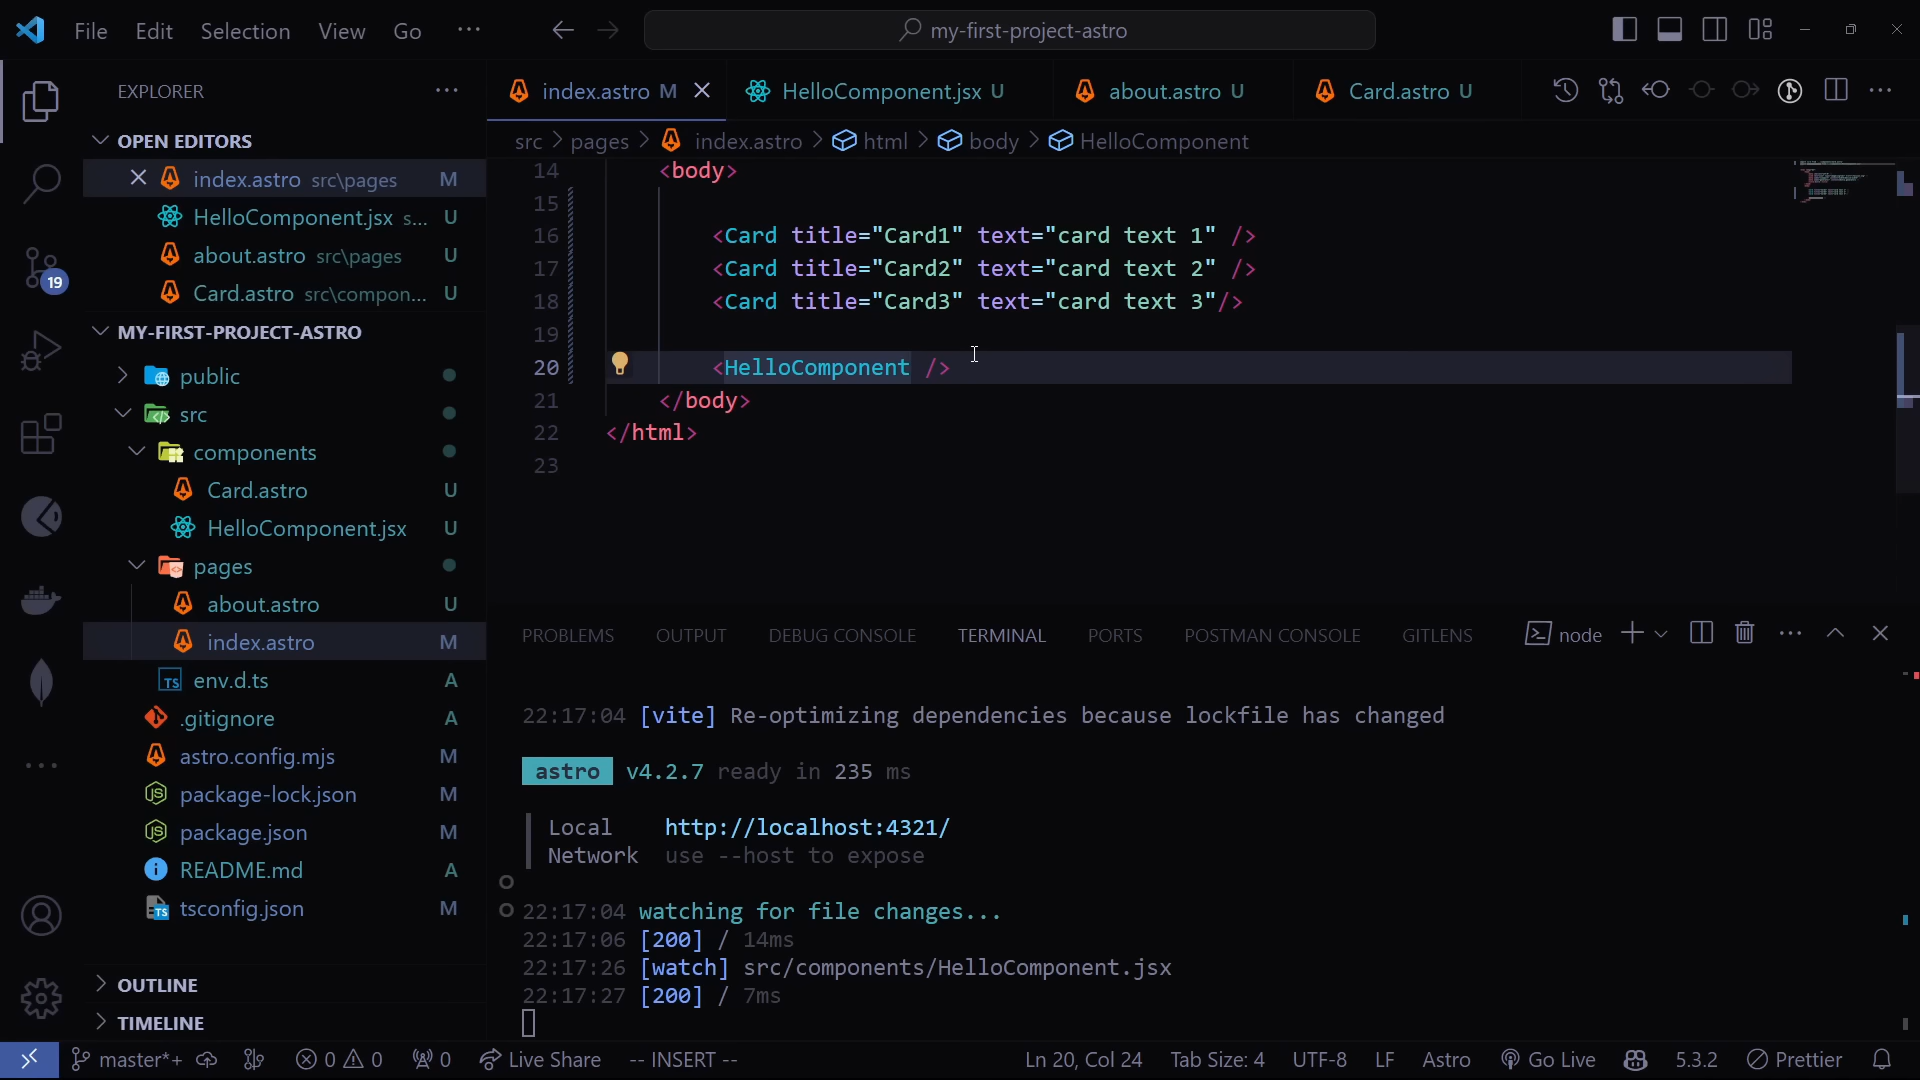 File Edit Selection View Go ··· my-first-project-astro
EXPLORER ···
OPEN EDITORS
index.astro src\pages M
HelloComponent.jsx s... U
about.astro src\pages U
Card.astro src\compon... U
MY-FIRST-PROJECT-ASTRO
public
src
components
Card.astro U
HelloComponent.jsx U
pages
about.astro U
index.astro M
TS env.d.ts A
.gitignore A
astro.config.mjs M
JS package-lock.json M
JS package.json M
README.md A
TS tsconfig.json M
OUTLINE
TIMELINE
19
index.astro M HelloComponent.jsx U about.astro U Card.astro U
src > pages > index.astro > html > body > HelloComponent
14 <body>
15
16 <Card title="Card1" text="card text 1" />
17 <Card title="Card2" text="card text 2" />
18 <Card title="Card3" text="card text 3"/>
19
20 <HelloComponent />
21 </body>
22 </html>
23
PROBLEMS OUTPUT DEBUG CONSOLE TERMINAL PORTS POSTMAN CONSOLE GITLENS node
22:17:04 [vite] Re-optimizing dependencies because lockfile has changed
astro v4.2.7 ready in 235 ms
Local http://localhost:4321/
Network use --host to expose
22:17:04 watching for file changes...
22:17:06 [200] / 14ms
22:17:26 [watch] src/components/HelloComponent.jsx
22:17:27 [200] / 7ms
master*+ 0 0 0 Live Share -- INSERT -- Ln 20, Col 24 Tab Size: 4 UTF-8 LF Astro Go Live 5.3.2 Prettier